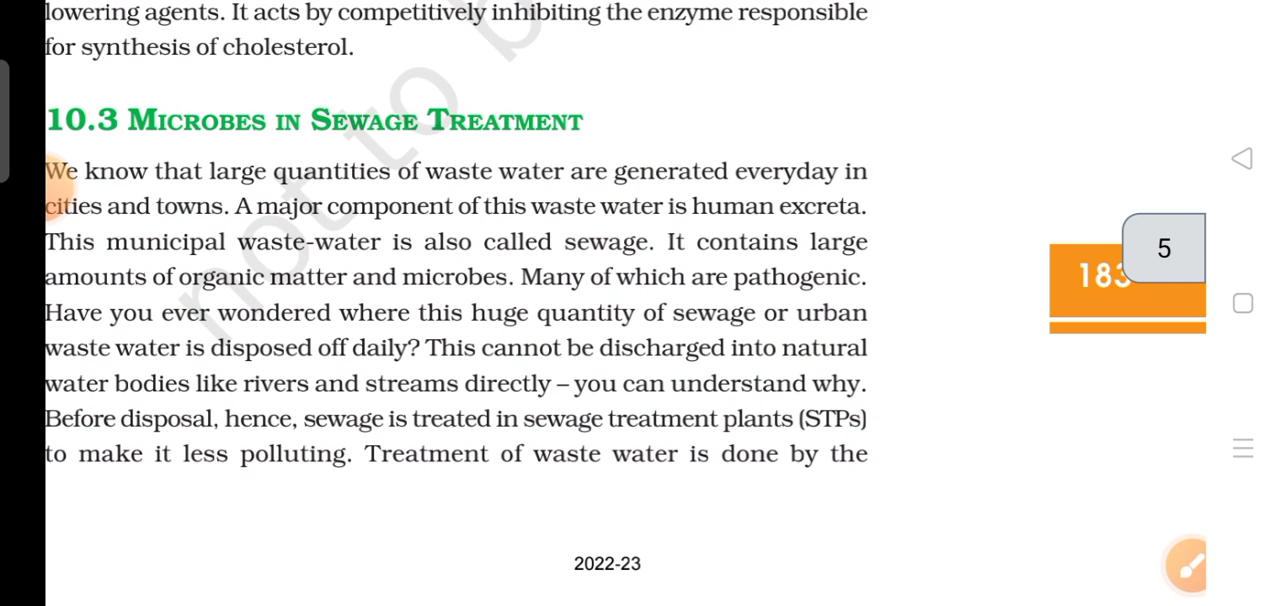 lowering agents. It acts by competitively inhibiting the enzyme responsible
for synthesis of cholesterol.
10.3 MICROBES IN SEWAGE TREATMENT
We know that large quantities of waste water are generated everyday in
cities and towns. A major component of this waste water is human excreta.
This municipal waste-water is also called sewage. It contains large
amounts of organic matter and microbes. Many of which are pathogenic.
Have you ever wondered where this huge quantity of sewage or urban
waste water is disposed off daily? This cannot be discharged into natural
water bodies like rivers and streams directly – you can understand why.
Before disposal, hence, sewage is treated in sewage treatment plants (STPs)
to make it less polluting. Treatment of waste water is done by the
5
183
2022-23
not to b